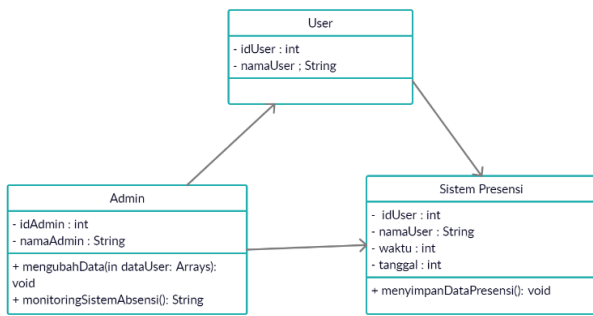 User
- idUser : int
- namaUser ; String
Admin
- idAdmin : int
- namaAdmin : String
+ mengubahData(in dataUser: Arrays):
void
+ monitoringSistemAbsensi(): String
Sistem Presensi
- idUser : int
- namaUser : String
- waktu : int
- tanggal : int
+ menyimpanDataPresensi(): void